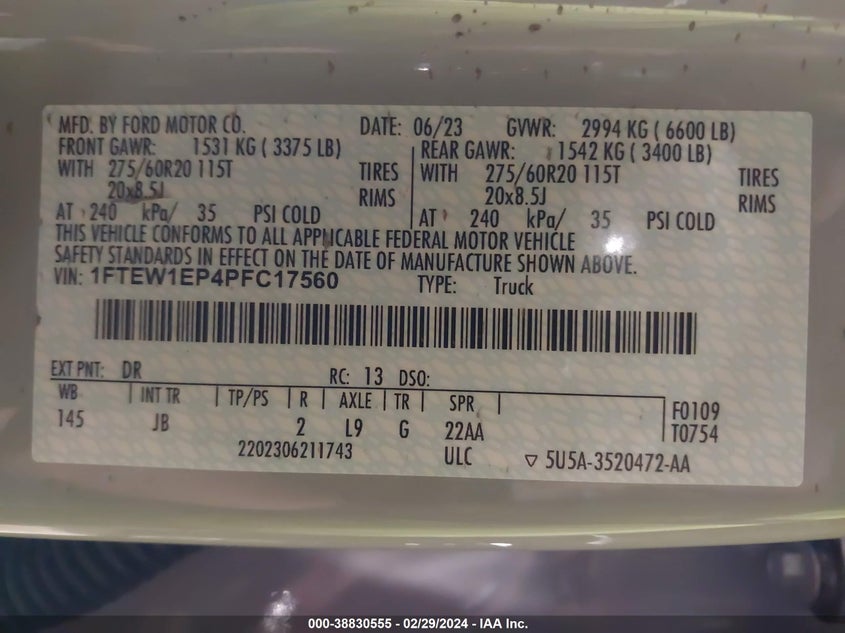 MFD. BY FORD MOTOR CO. DATE: 06/23 GVWR: 2994 KG ( 6600 LB)
FRONT GAWR: 1531 KG ( 3375 LB) REAR GAWR: 1542 KG ( 3400 LB)
WITH 275/60R20 115T TIRES WITH 275/60R20 115T TIRES
20x8.5J RIMS 20x8.5J RIMS
AT 240 kPa/ 35 PSI COLD AT 240 kPa/ 35 PSI COLD
THIS VEHICLE CONFORMS TO ALL APPLICABLE FEDERAL MOTOR VEHICLE
SAFETY STANDARDS IN EFFECT ON THE DATE OF MANUFACTURE SHOWN ABOVE.
VIN: 1FTEW1EP4PFC17560 TYPE: Truck
EXT PNT: DR RC: 13 DSO:
WB INT TR TP/PS R AXLE TR SPR F0109
145 JB 2 L9 G 22AA T0754
2202306211743 ULC ▽ 5U5A-3520472-AA
000-38830555 - 02/29/2024 - IAA Inc.